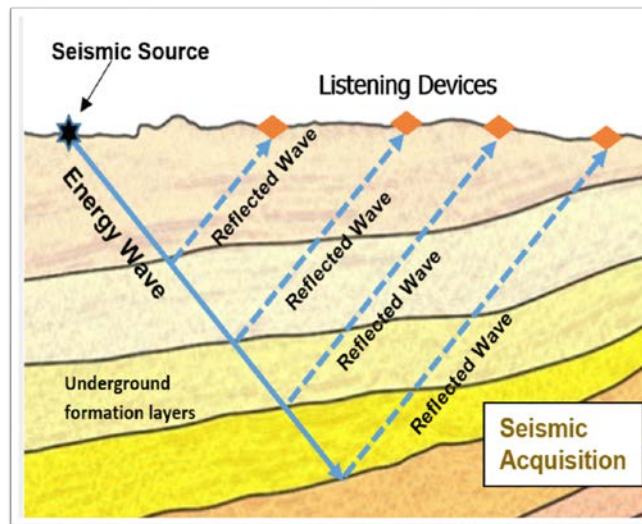 Seismic Source
Listening Devices
Energy Wave
Reflected Wave
Reflected Wave
Reflected Wave
Reflected Wave
Underground
formation layers
Seismic
Acquisition